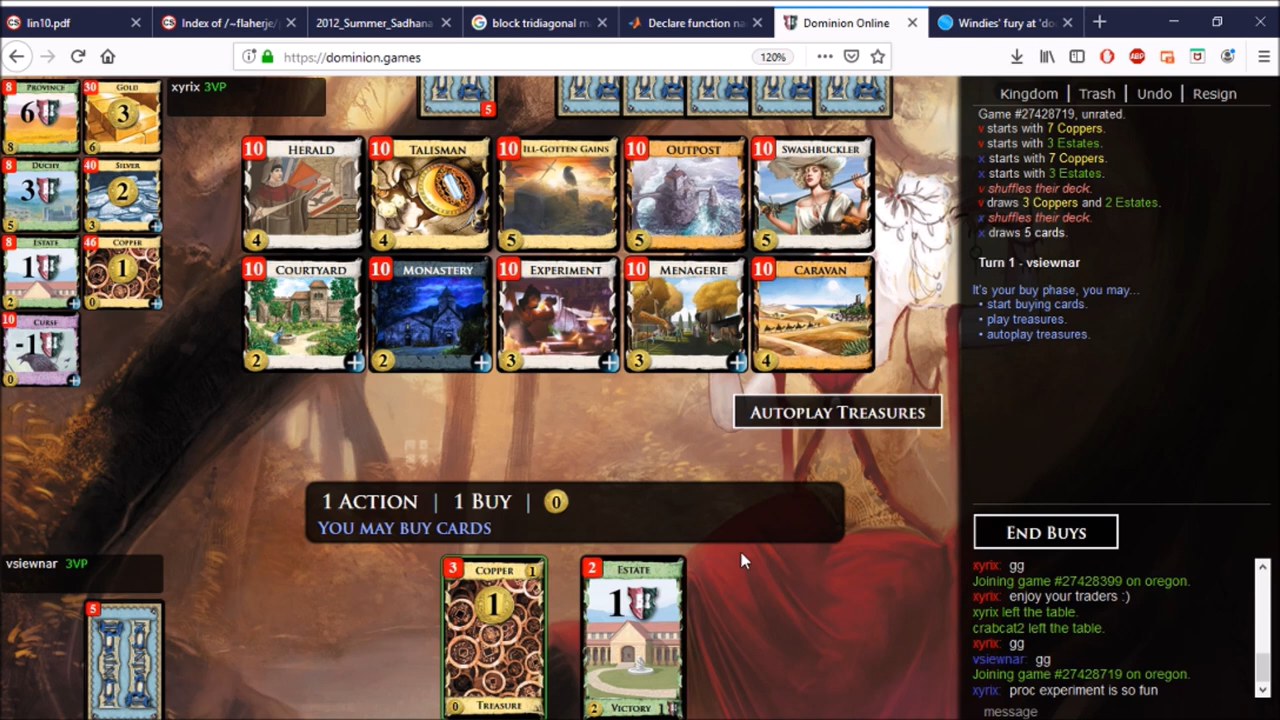 lin10.pdf
Index of /~flaherje/
2012_Summer_Sadhana
block tridiagonal m
Declare function na
Dominion Online
Windies' fury at 'do
https://dominion.games
120%
8 PROVINCE 6 8
30 GOLD 3 6
xyrix 3VP
5
8 DUCHY 3 5
40 SILVER 2 3
8 ESTATE 1 2
46 COPPER 1 0
10 CURSE -1 0
10 HERALD 4
10 TALISMAN 4
10 ILL-GOTTEN GAINS 5
10 OUTPOST 5
10 SWASHBUCKLER 5
10 COURTYARD 2
10 MONASTERY 2
10 EXPERIMENT 3
10 MENAGERIE 3
10 CARAVAN 4
AUTOPLAY TREASURES
1 ACTION | 1 BUY | 0
YOU MAY BUY CARDS
vsiewnar 3VP
5
3 COPPER 1
1
0 TREASURE
2 ESTATE
1
2 VICTORY 1
Kingdom | Trash | Undo | Resign
Game #27428719, unrated.
v starts with 7 Coppers.
v starts with 3 Estates.
x starts with 7 Coppers.
x starts with 3 Estates.
v shuffles their deck.
v draws 3 Coppers and 2 Estates.
x shuffles their deck.
x draws 5 cards.
Turn 1 - vsiewnar
It's your buy phase, you may...
• start buying cards.
• play treasures.
• autoplay treasures.
END BUYS
xyrix: gg
Joining game #27428399 on oregon.
xyrix: enjoy your traders :)
xyrix left the table.
crabcat2 left the table.
xyrix: gg
vsiewnar: gg
Joining game #27428719 on oregon.
xyrix: proc experiment is so fun
message